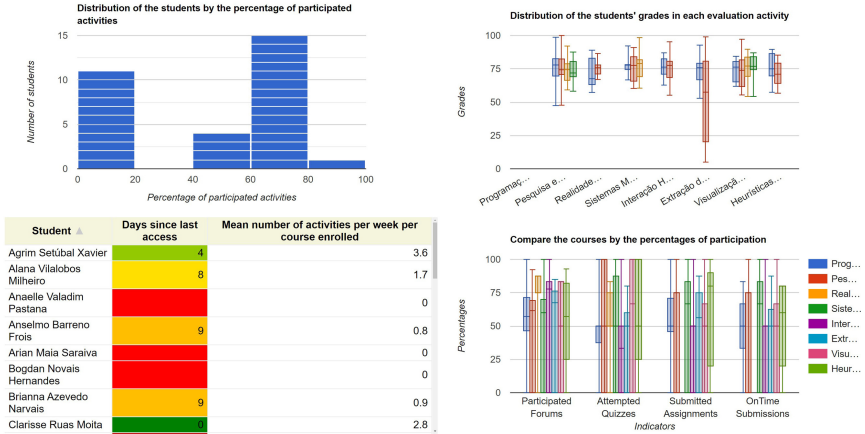 Distribution of the students by the percentage of participated
activities
Number of students
15
10
5
0
0
20
40
60
80
100
Percentage of participated activities
Distribution of the students' grades in each evaluation activity
Grades
100
75
50
25
0
Programaç...
Pesquisa e...
Realidade...
Sistemas M...
Interação H...
Extração d...
Visualizaçã...
Heurísticas...
Student
Days since last
access
Mean number of activities per week per
course enrolled
Agrim Setúbal Xavier 4 3.6
Alana Vilalobos
Milheiro 8 1.7
Anaelle Valadim
Pastana 0
Anselmo Barreno
Frois 9 0.8
Arian Maia Saraiva 0
Bogdan Novais
Hernandes 0
Brianna Azevedo
Narvais 9 0.9
Clarisse Ruas Moita 0 2.8
Compare the courses by the percentages of participation
Percentages
100
75
50
25
0
Participated
Forums
Attempted
Quizzes
Submitted
Assignments
OnTime
Submissions
Indicators
Prog...
Pes...
Real...
Siste...
Inter...
Extr...
Visu...
Heur...